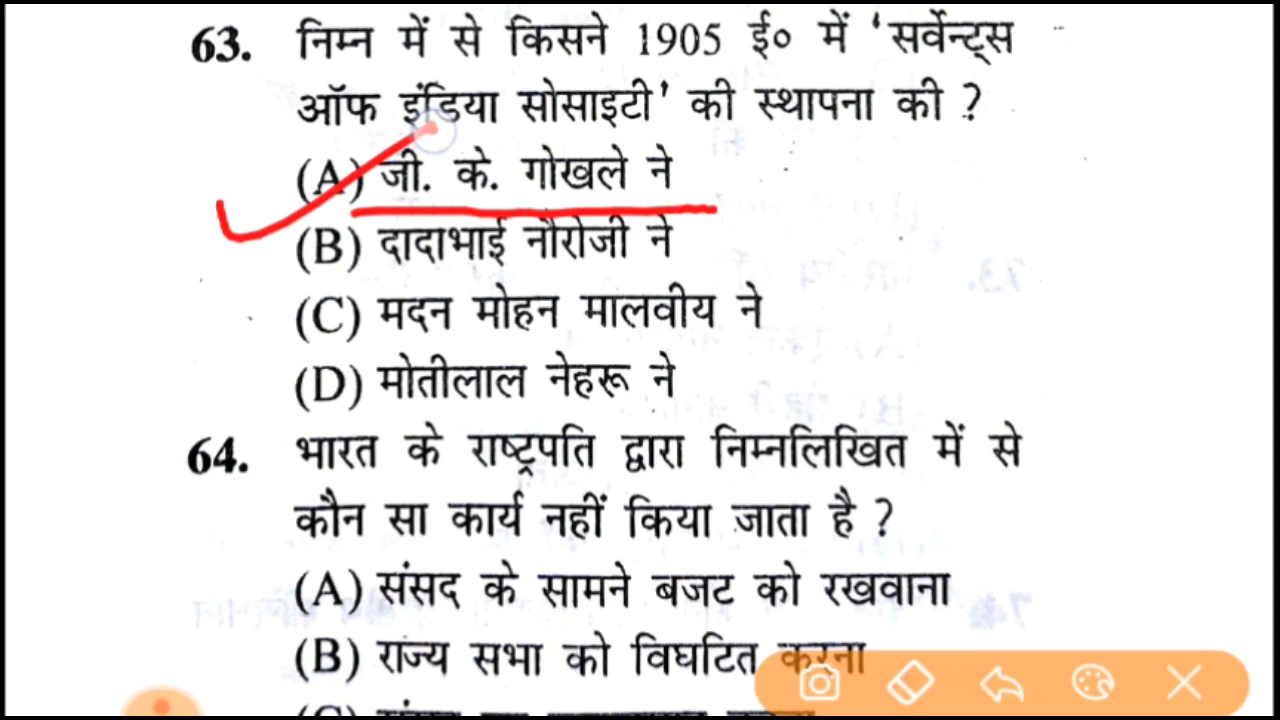 63. निम्न में से किसने 1905 ई० में 'सर्वेन्ट्स
ऑफ इंडिया सोसाइटी' की स्थापना की ?
(A) जी. के. गोखले ने
(B) दादाभाई नौरोजी ने
(C) मदन मोहन मालवीय ने
(D) मोतीलाल नेहरू ने
64. भारत के राष्ट्रपति द्वारा निम्नलिखित में से
कौन सा कार्य नहीं किया जाता है ?
(A) संसद के सामने बजट को रखवाना
(B) राज्य सभा को विघटित करना